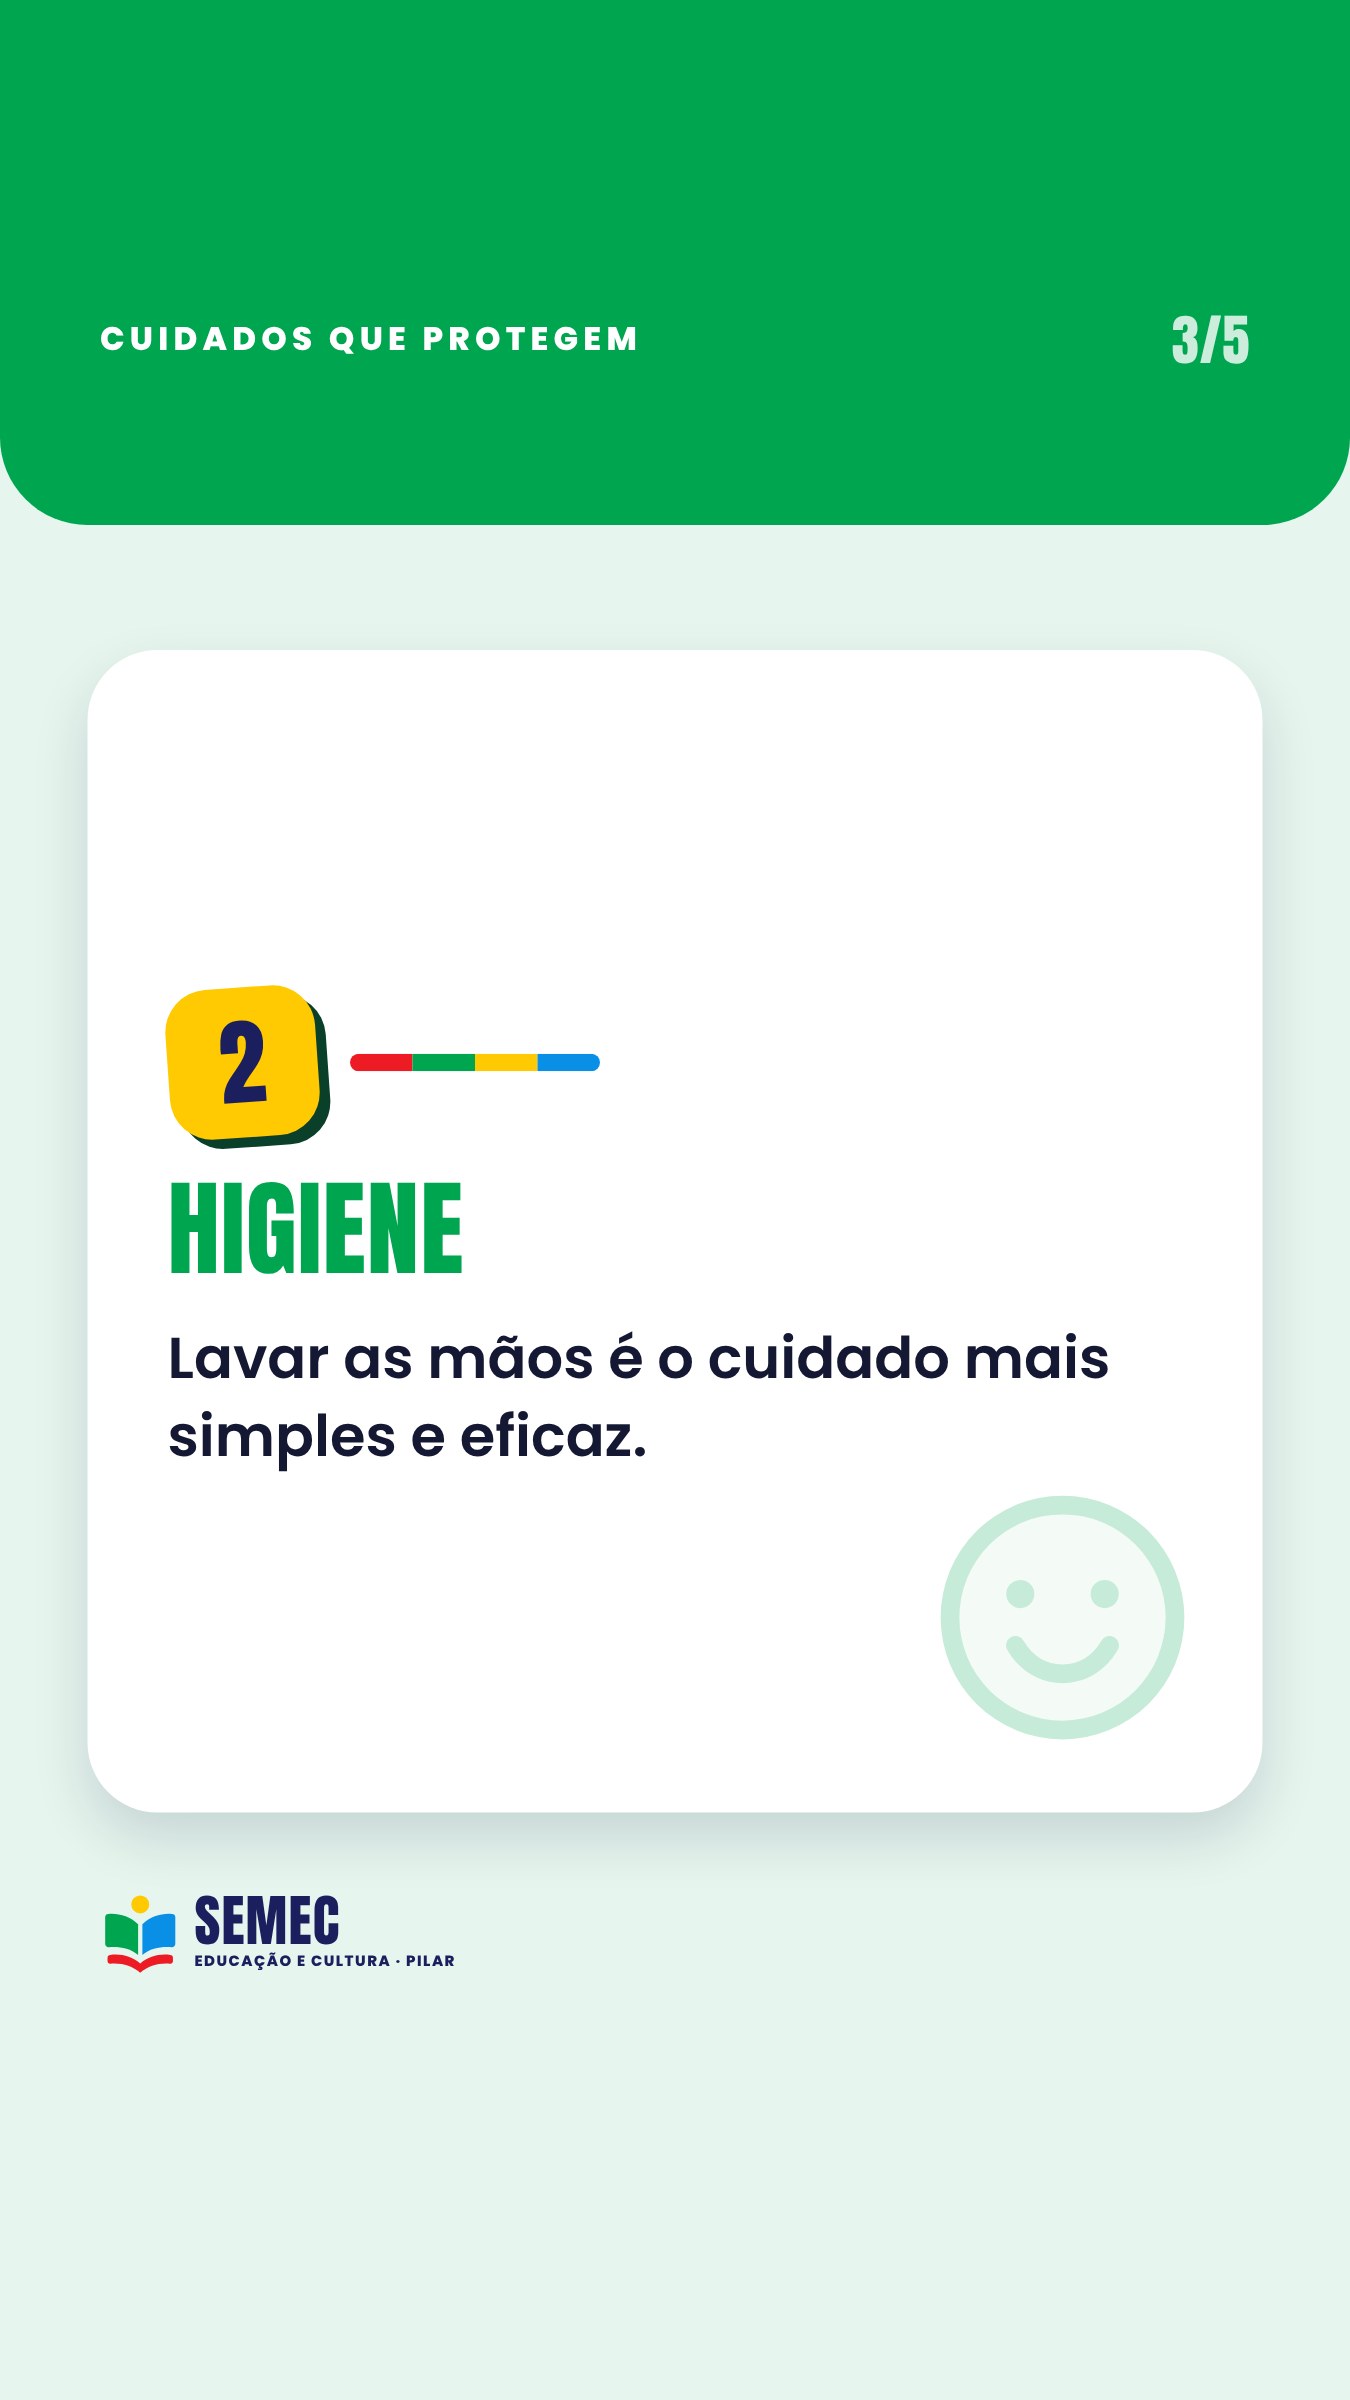 CUIDADOS QUE PROTEGEM
3/5
2
HIGIENE
Lavar as mãos é o cuidado mais
simples e eficaz.
SEMEC
EDUCAÇÃO E CULTURA · PILAR